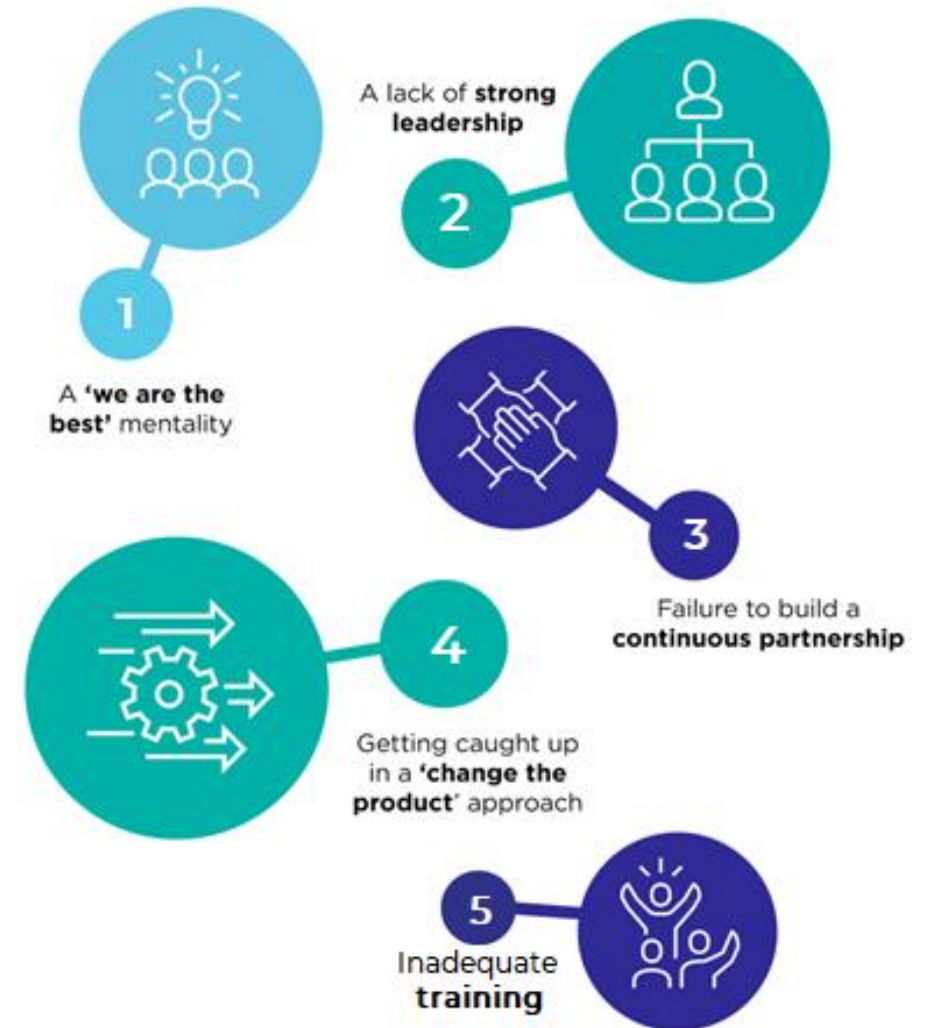 1
A ‘we are the
best’ mentality
A lack of strong
leadership
2
3
Failure to build a
continuous partnership
4
Getting caught up
in a ‘change the
product’ approach
5
Inadequate
training